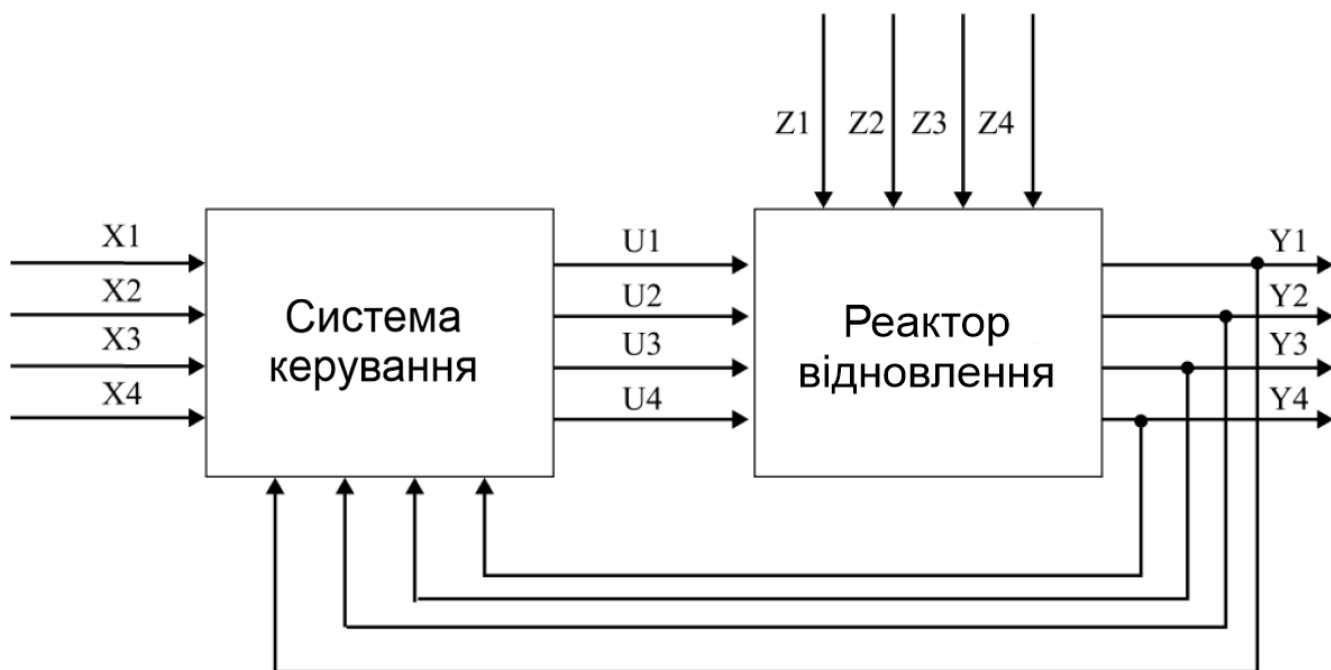 Z1 Z2 Z3 Z4
X1
X2
X3
X4
Система
керування
U1
U2
U3
U4
Реактор
відновлення
Y1
Y2
Y3
Y4